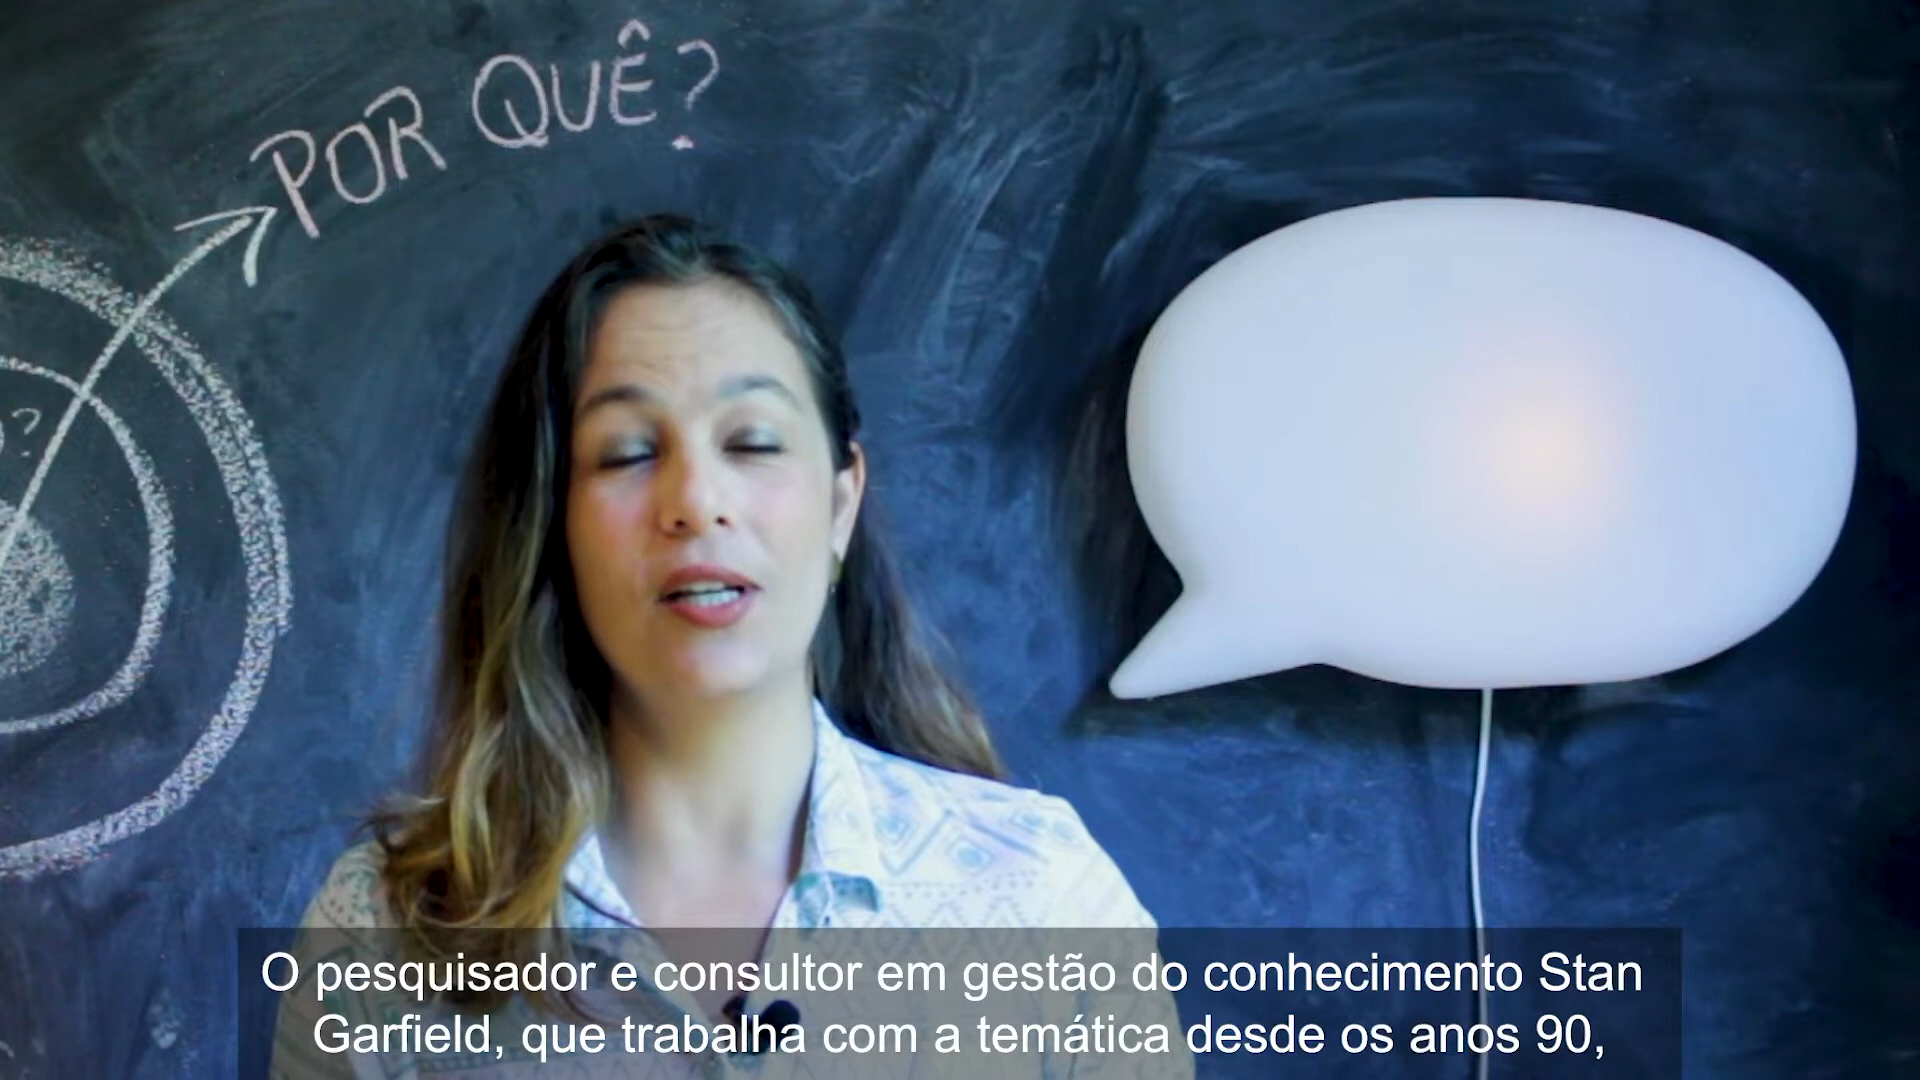 POR QUÊ?
?
O pesquisador e consultor em gestão do conhecimento Stan
Garfield, que trabalha com a temática desde os anos 90,